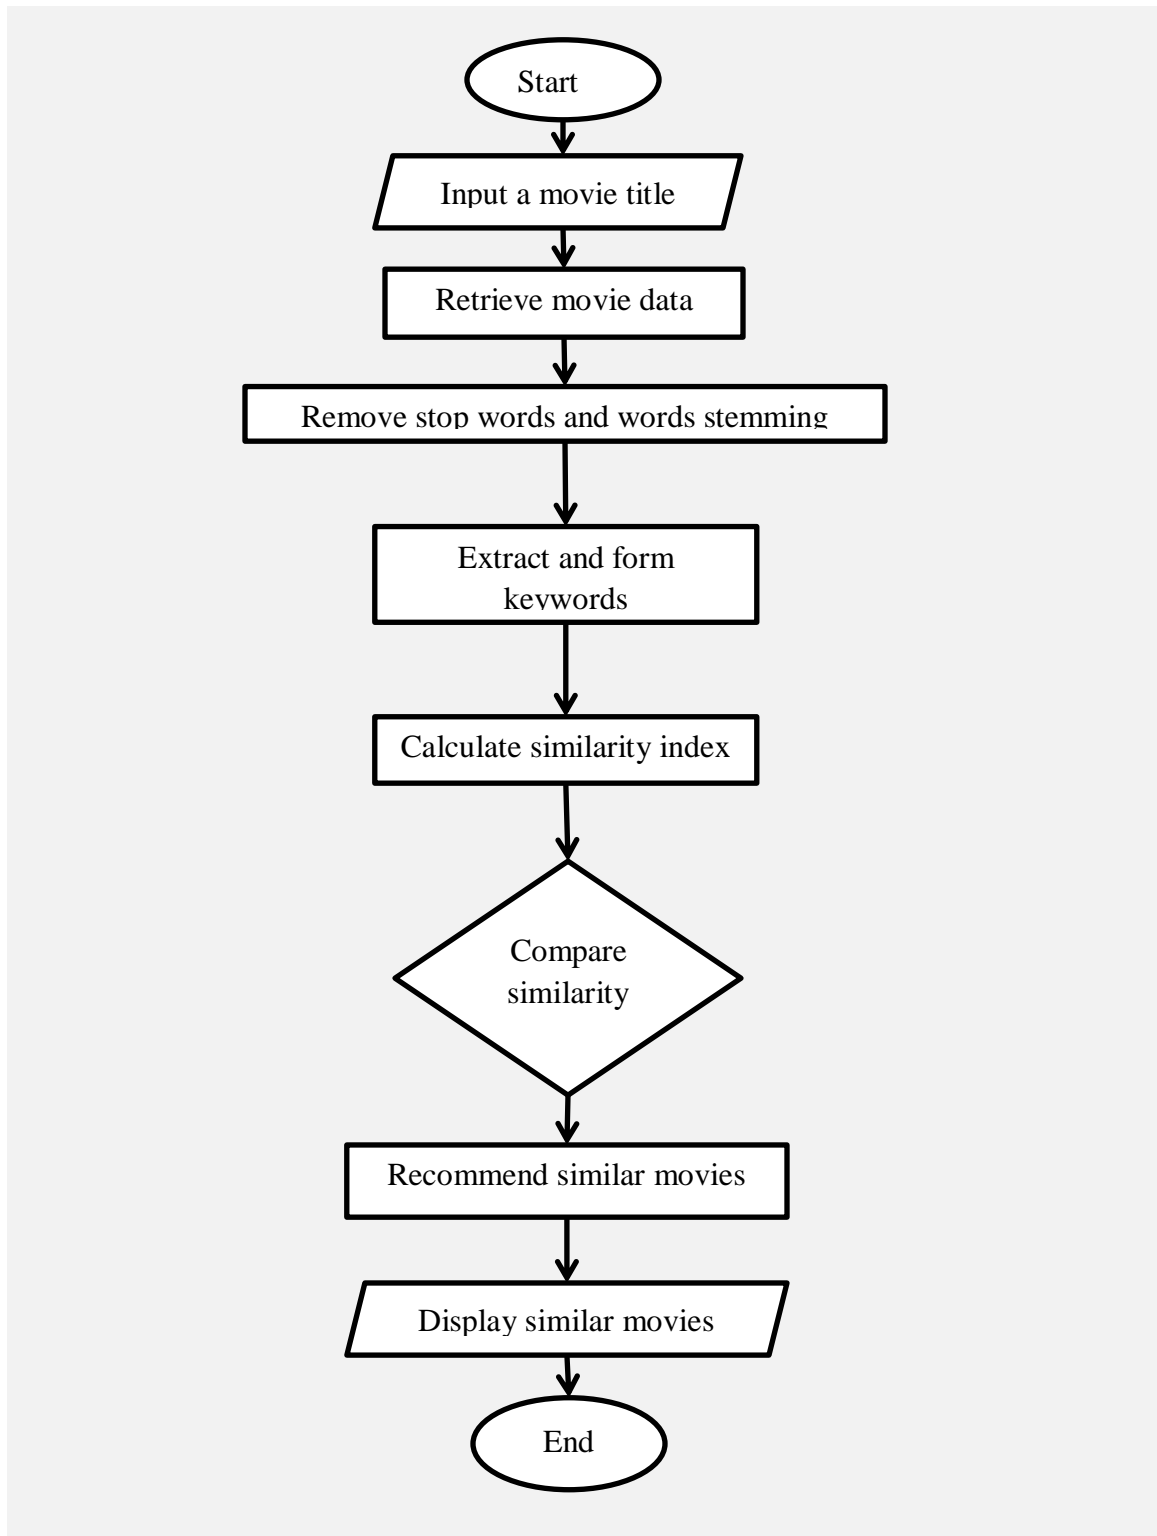 Start
Input a movie title
Retrieve movie data
Remove stop words and words stemming
Extract and form
keywords
Calculate similarity index
Compare
similarity
Recommend similar movies
Display similar movies
End